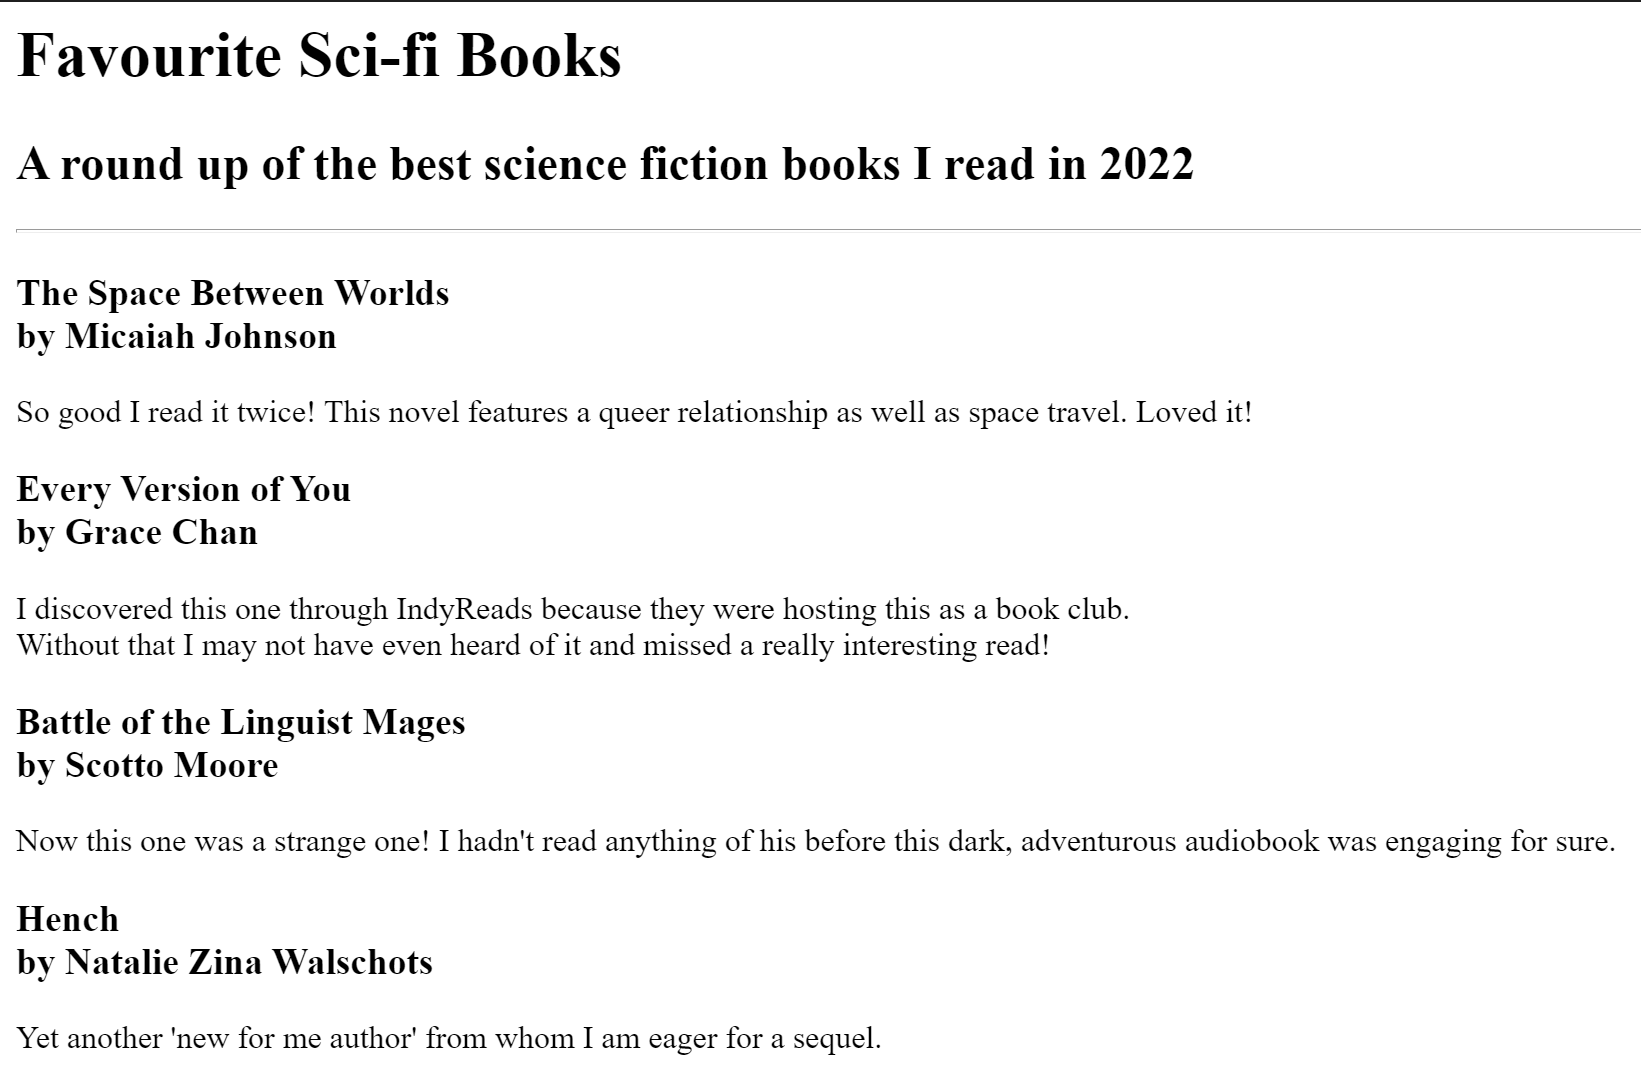 Favourite Sci-fi Books
A round up of the best science fiction books I read in 2022
The Space Between Worlds
by Micaiah Johnson
So good I read it twice! This novel features a queer relationship as well as space travel. Loved it!
Every Version of You
by Grace Chan
I discovered this one through IndyReads because they were hosting this as a book club.
Without that I may not have even heard of it and missed a really interesting read!
Battle of the Linguist Mages
by Scotto Moore
Now this one was a strange one! I hadn't read anything of his before this dark, adventurous audiobook was engaging for sure.
Hench
by Natalie Zina Walschots
Yet another 'new for me author' from whom I am eager for a sequel.